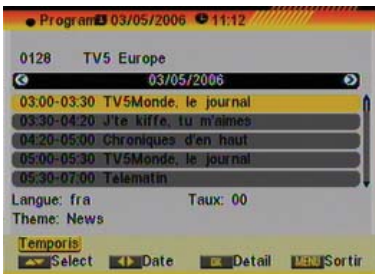 Program 03/05/2006 11:12
0128 TV5 Europe
03/05/2006
03:00-03:30 TV5Monde, le journal
03:30-04:20 J'te kiffe, tu m'aimes
04:20-05:00 Chroniques d'en haut
05:00-05:30 TV5Monde, le journal
05:30-07:00 Telematin
Langue: fra Taux: 00
Theme: News
Temporis
Select Date OK Detail MENU Sortir